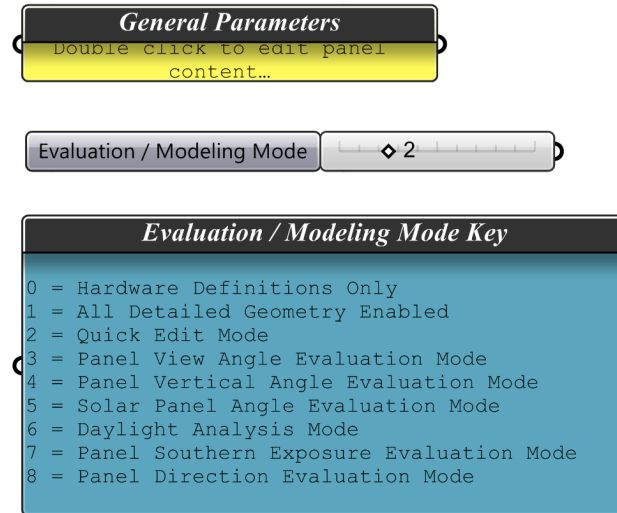 General Parameters
Double click to edit panel
content…
Evaluation / Modeling Mode 2
Evaluation / Modeling Mode Key
0 = Hardware Definitions Only
1 = All Detailed Geometry Enabled
2 = Quick Edit Mode
3 = Panel View Angle Evaluation Mode
4 = Panel Vertical Angle Evaluation Mode
5 = Solar Panel Angle Evaluation Mode
6 = Daylight Analysis Mode
7 = Panel Southern Exposure Evaluation Mode
8 = Panel Direction Evaluation Mode